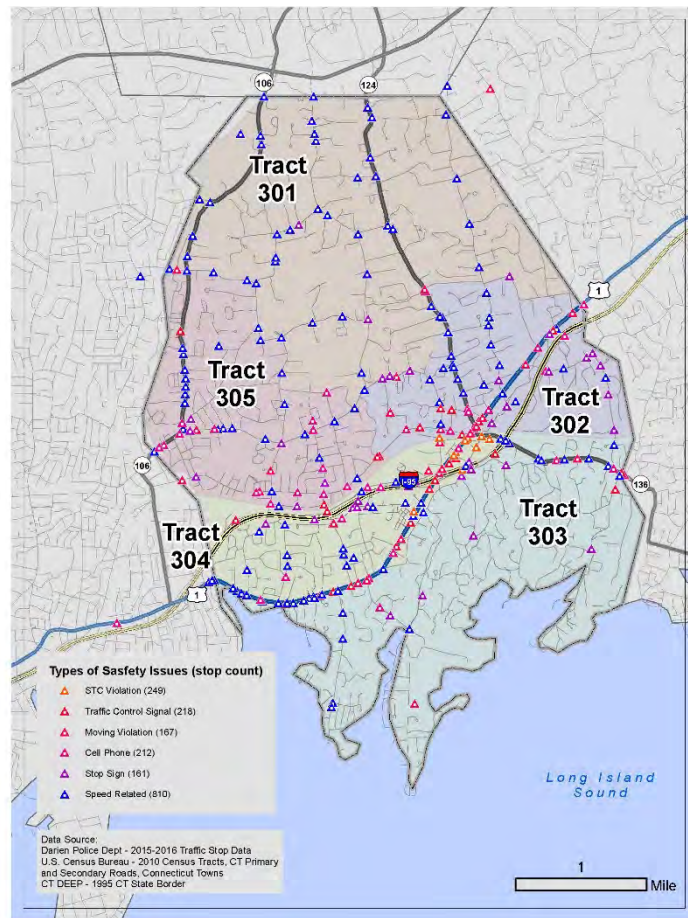 106
124
Tract
301
1
Tract
305
Tract
302
106
I-95
136
Tract
303
Tract
304
1
Types of Sasfety Issues (stop count)
STC Violation (249)
Traffic Control Signal (218)
Moving Violation (167)
Cell Phone (212)
Stop Sign (161)
Speed Related (810)
Long Island
Sound
Data Source:
Darien Police Dept - 2015-2016 Traffic Stop Data
U.S. Census Bureau - 2010 Census Tracts, CT Primary
and Secondary Roads, Connecticut Towns
CT DEEP - 1995 CT State Border
1
Mile